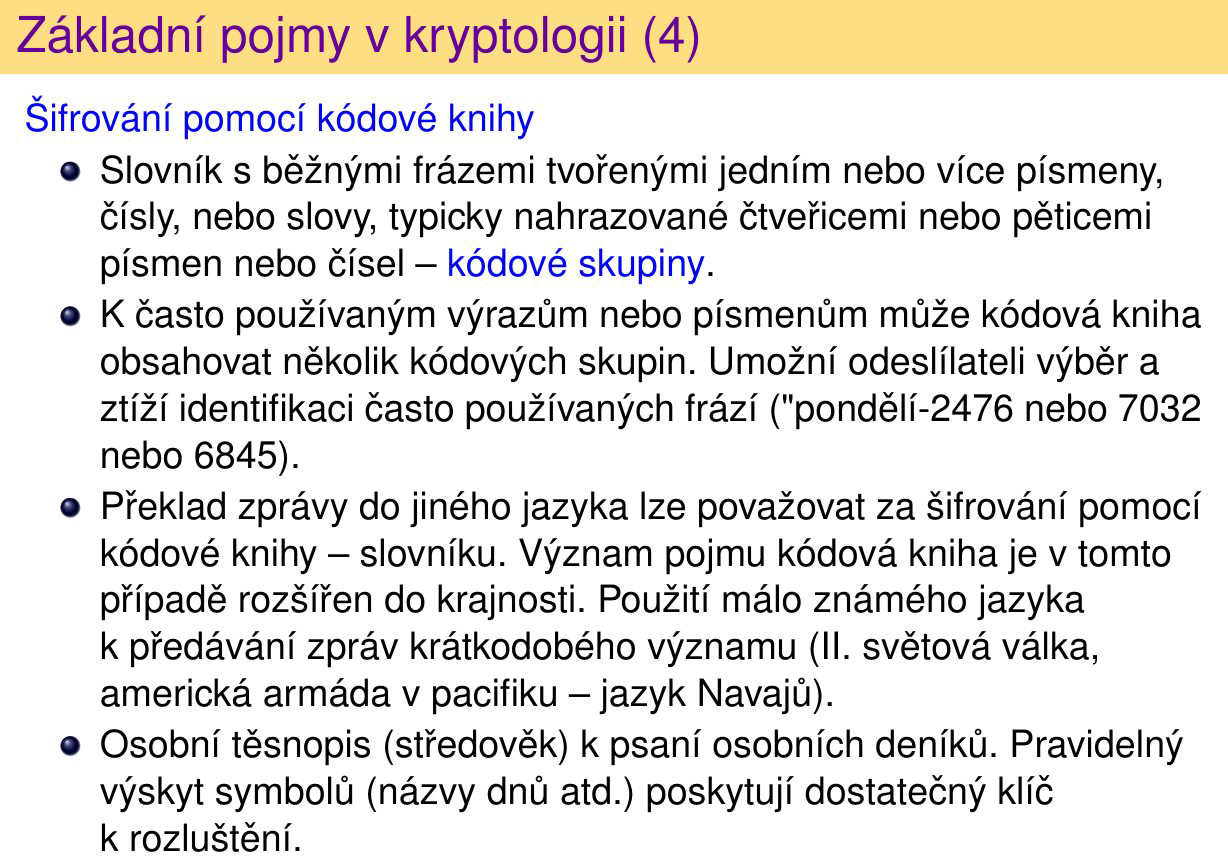 Základní pojmy v kryptologii (4)
Šifrování pomocí kódové knihy
Slovník s běžnými frázemi tvořenými jedním nebo více písmeny,
čísly, nebo slovy, typicky nahrazované čtveřicemi nebo pěticemi
písmen nebo čísel – kódové skupiny.
K často používaným výrazům nebo písmenům může kódová kniha
obsahovat několik kódových skupin. Umožní odeslílateli výběr a
ztíží identifikaci často používaných frází ("pondělí-2476 nebo 7032
nebo 6845).
Překlad zprávy do jiného jazyka lze považovat za šifrování pomocí
kódové knihy – slovníku. Význam pojmu kódová kniha je v tomto
případě rozšířen do krajnosti. Použití málo známého jazyka
k předávání zpráv krátkodobého významu (II. světová válka,
americká armáda v pacifiku – jazyk Navajů).
Osobní těsnopis (středověk) k psaní osobních deníků. Pravidelný
výskyt symbolů (názvy dnů atd.) poskytují dostatečný klíč
k rozluštění.